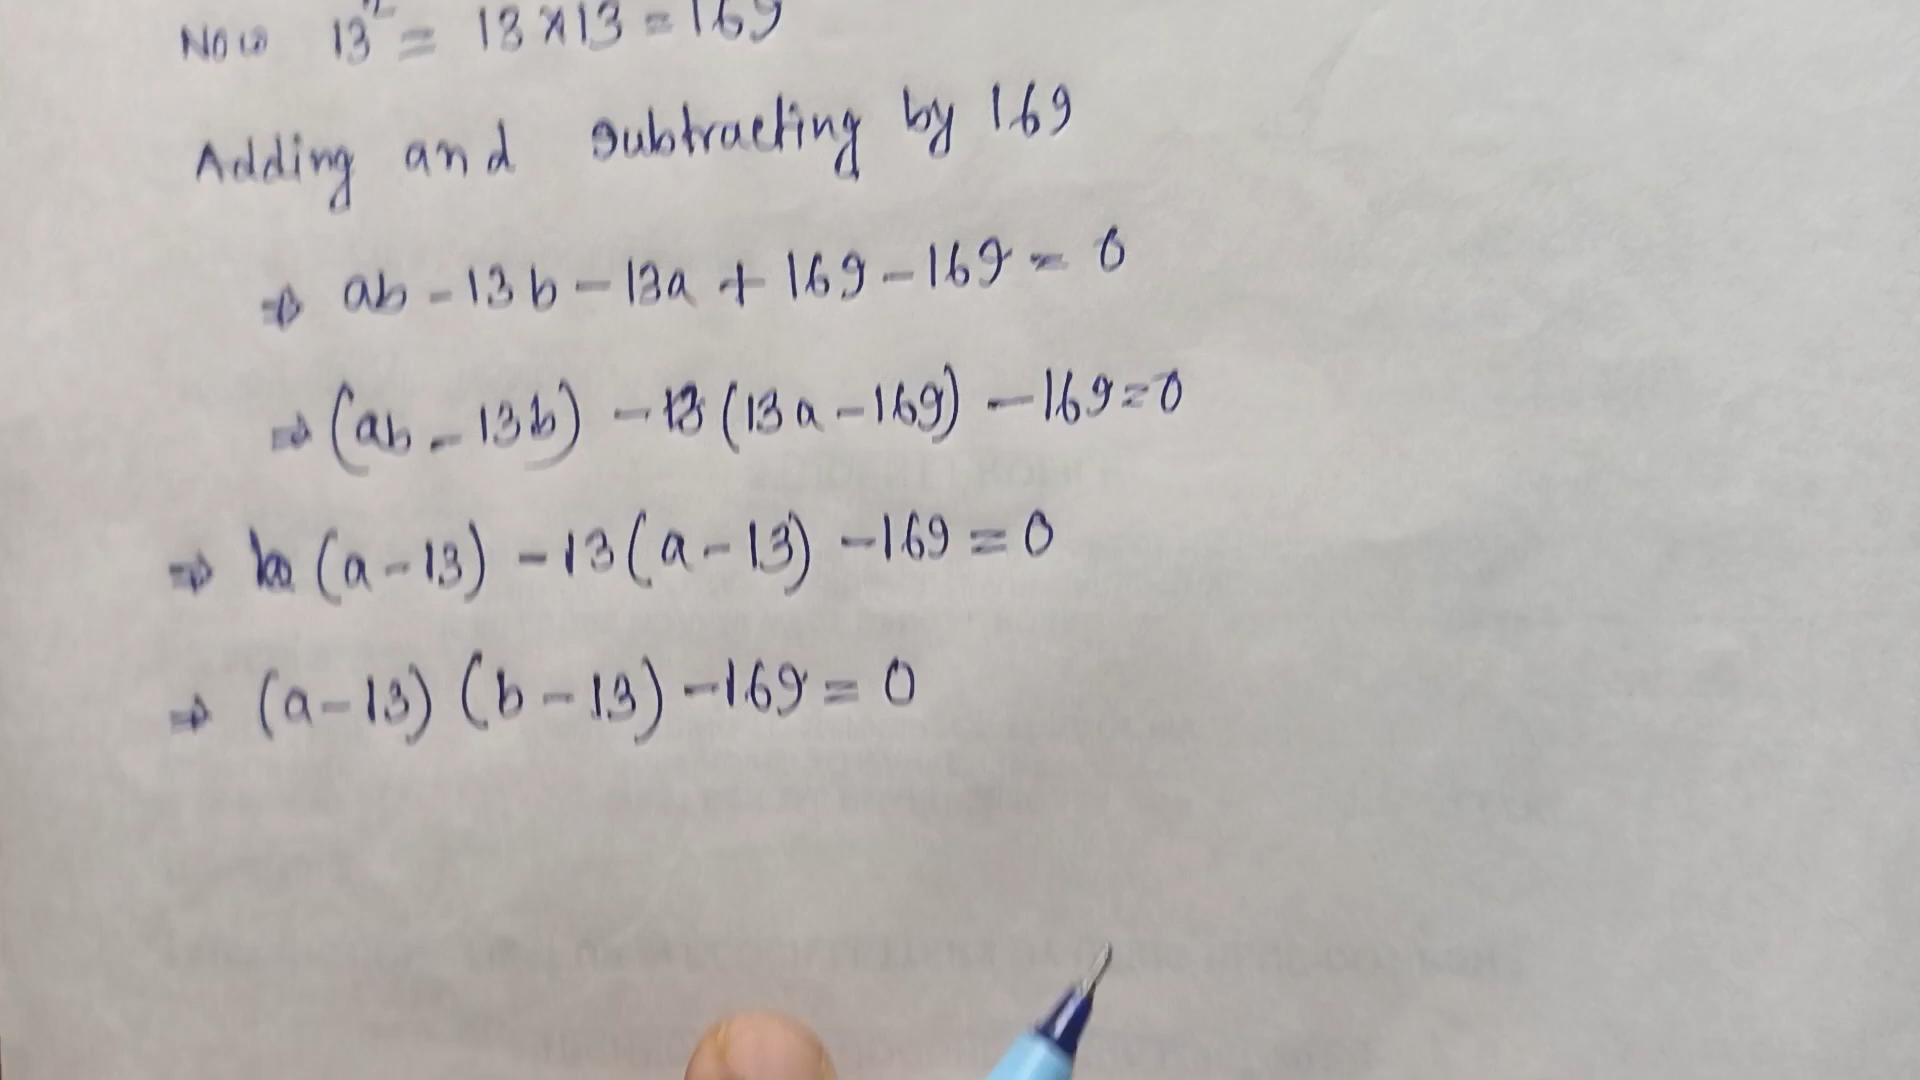 Now 13² = 13 × 13 = 169
Adding and subtracting by 169
⇒ ab - 13b - 13a + 169 - 169 = 0
⇒ (ab - 13b) - 13 (13a - 169) - 169 = 0
⇒ b (a - 13) - 13 (a - 13) - 169 = 0
⇒ (a - 13) (b - 13) - 169 = 0